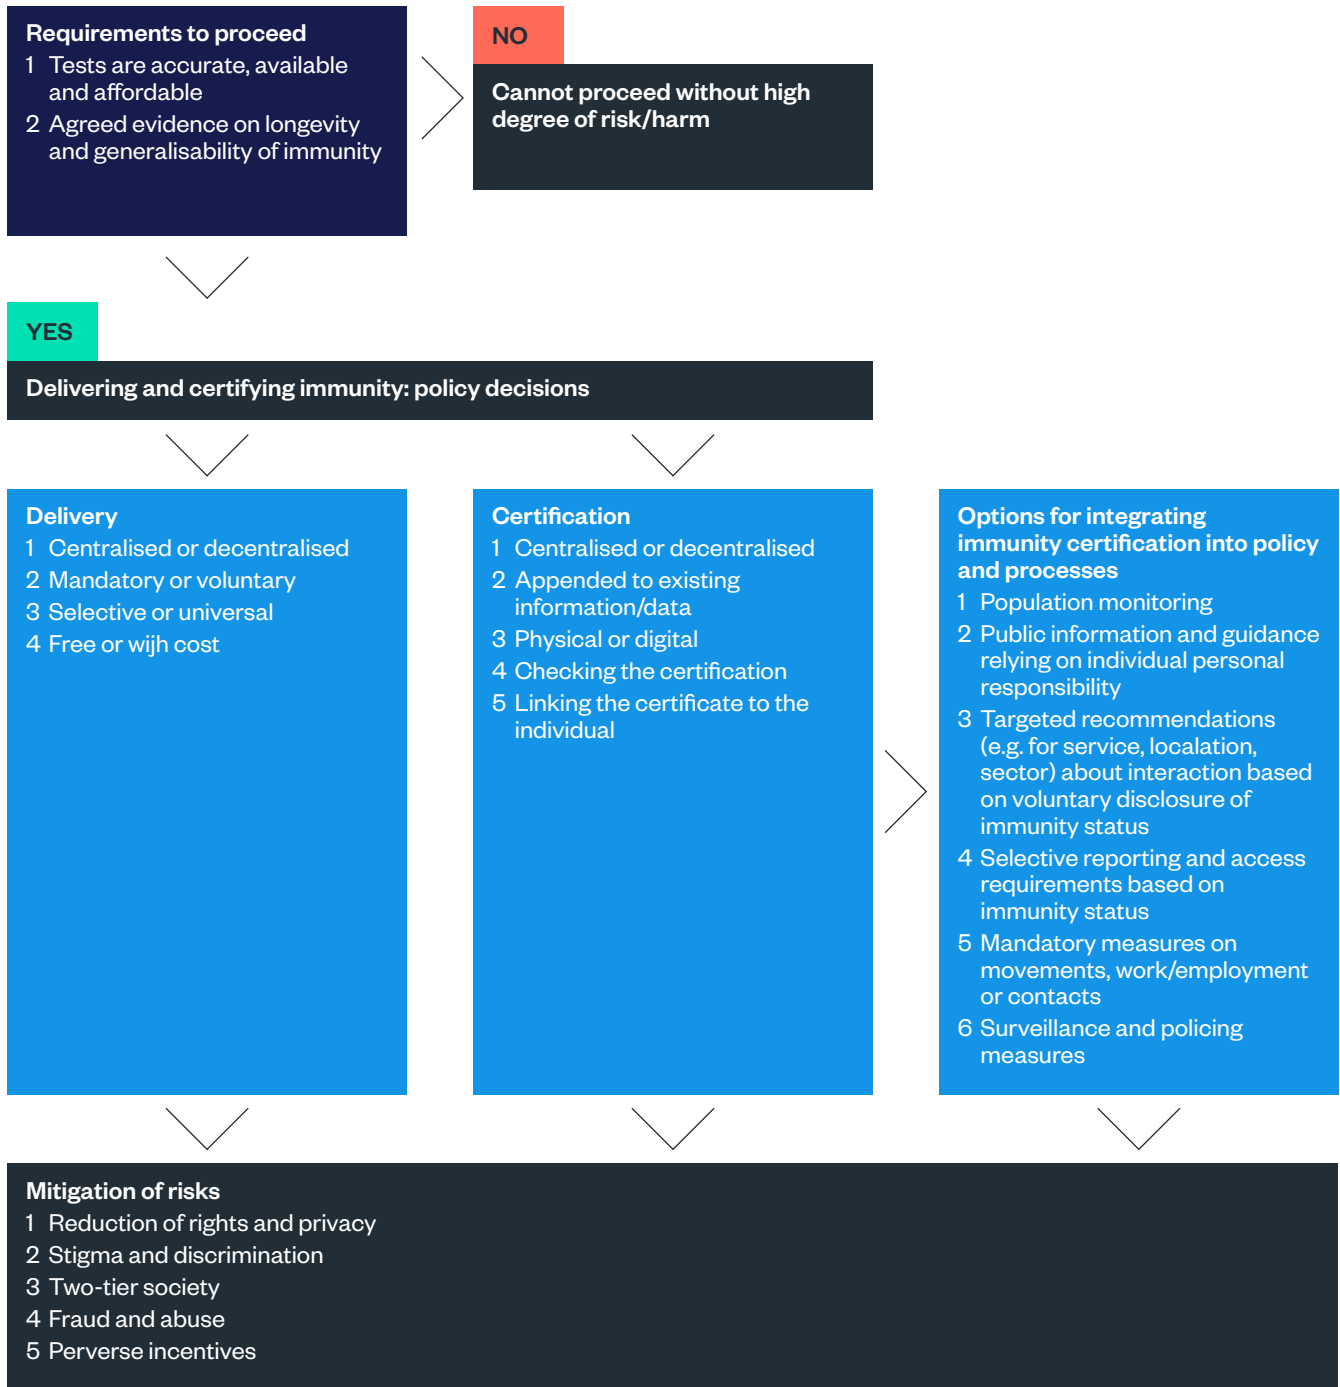 Requirements to proceed
1 Tests are accurate, available
and affordable
2 Agreed evidence on longevity
and generalisability of immunity
NO
Cannot proceed without high
degree of risk/harm
YES
Delivering and certifying immunity: policy decisions
Delivery
1 Centralised or decentralised
2 Mandatory or voluntary
3 Selective or universal
4 Free or wijh cost
Certification
1 Centralised or decentralised
2 Appended to existing
information/data
3 Physical or digital
4 Checking the certification
5 Linking the certificate to the
individual
Options for integrating
immunity certification into policy
and processes
1 Population monitoring
2 Public information and guidance
relying on individual personal
responsibility
3 Targeted recommendations
(e.g. for service, localation,
sector) about interaction based
on voluntary disclosure of
immunity status
4 Selective reporting and access
requirements based on
immunity status
5 Mandatory measures on
movements, work/employment
or contacts
6 Surveillance and policing
measures
Mitigation of risks
1 Reduction of rights and privacy
2 Stigma and discrimination
3 Two-tier society
4 Fraud and abuse
5 Perverse incentives